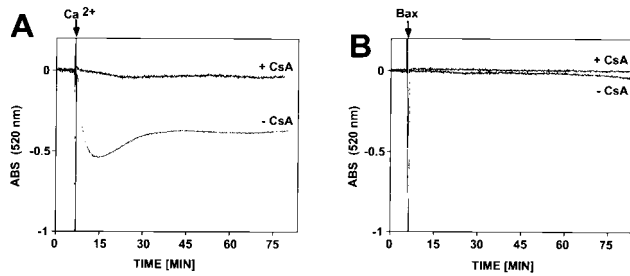 A
Ca 2+
ABS (520 nm)
0
-0.5
-1
+ CsA
- CsA
0 15 30 45 60 75
TIME [MIN]
B
Bax
ABS (520 nm)
0
-0.5
-1
+ CsA
- CsA
0 15 30 45 60 75
TIME [MIN]